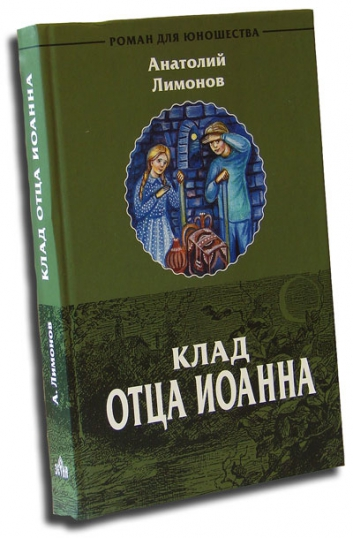 РОМАН ДЛЯ ЮНОШЕСТВА
Анатолий
Лимонов
КЛАД
ОТЦА ИОАННА
КЛАД ОТЦА ИОАННА
А. Лимонов